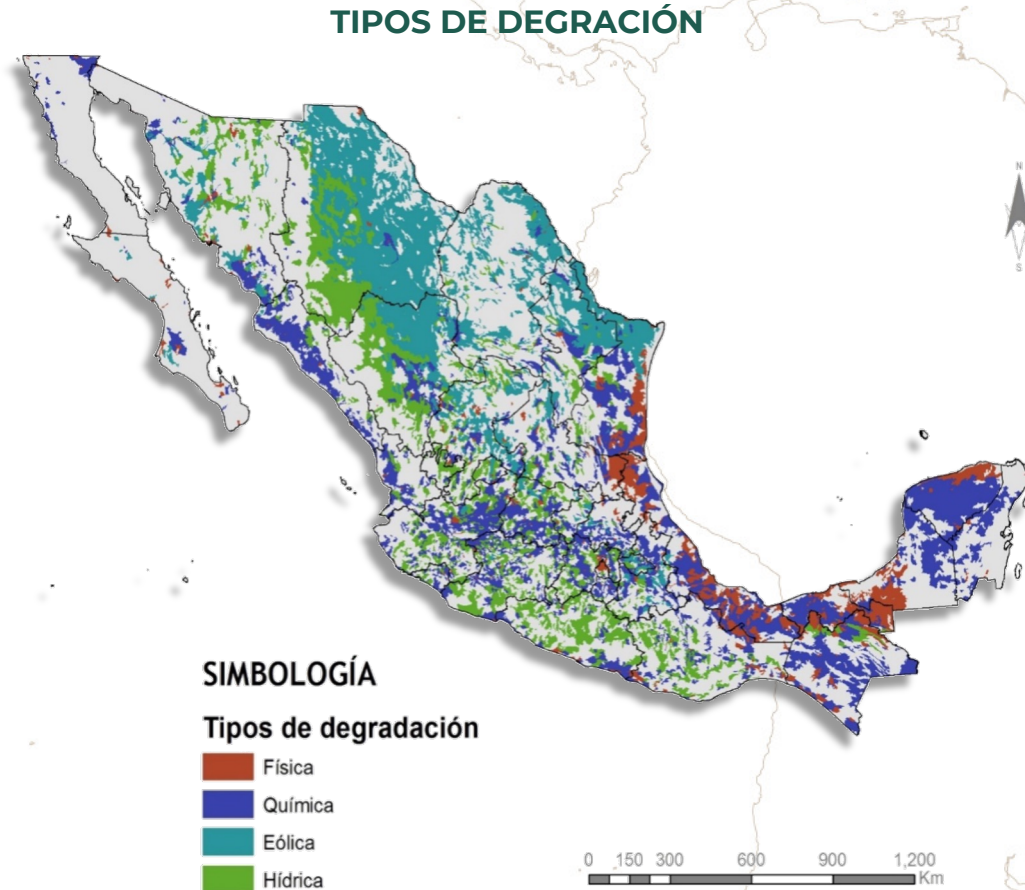 TIPOS DE DEGRACIÓN
N
S
SIMBOLOGÍA
Tipos de degradación
Física
Química
Eólica
Hídrica
0 150 300 600 900 1,200
Km